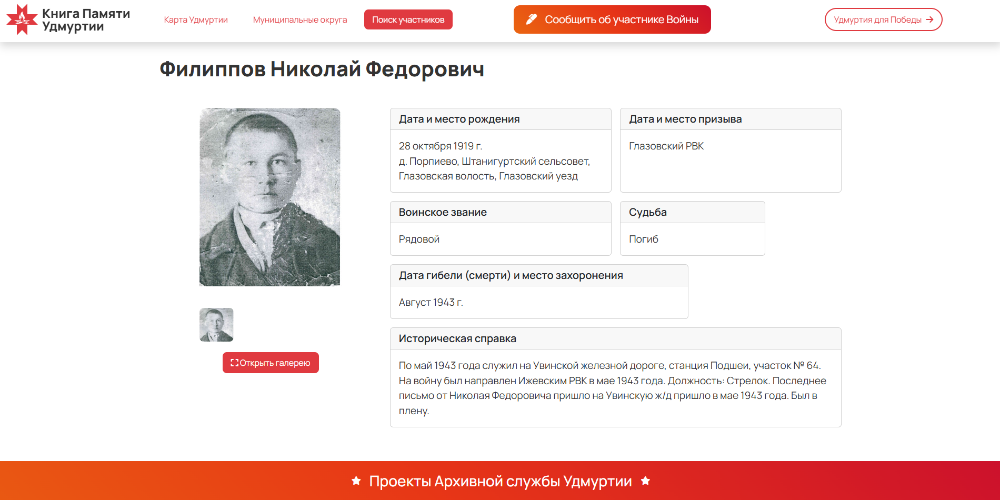 Книга Памяти
Удмуртии
Карта Удмуртии
Муниципальные округа
Поиск участников
Сообщить об участнике Войны
Удмуртия для Победы
Филиппов Николай Федорович
Дата и место рождения
28 октября 1919 г.
д. Порпиево, Штанигуртский сельсовет,
Глазовская волость, Глазовский уезд
Дата и место призыва
Глазовский РВК
Воинское звание
Рядовой
Судьба
Погиб
Дата гибели (смерти) и место захоронения
Август 1943 г.
Историческая справка
По май 1943 года служил на Увинской железной дороге, станция Подшеи, участок № 64.
На войну был направлен Ижевским РВК в мае 1943 года. Должность: Стрелок. Последнее
письмо от Николая Федоровича пришло на Увинскую ж/д пришло в мае 1943 года. Был в
плену.
Открыть галерею
Проекты Архивной службы Удмуртии